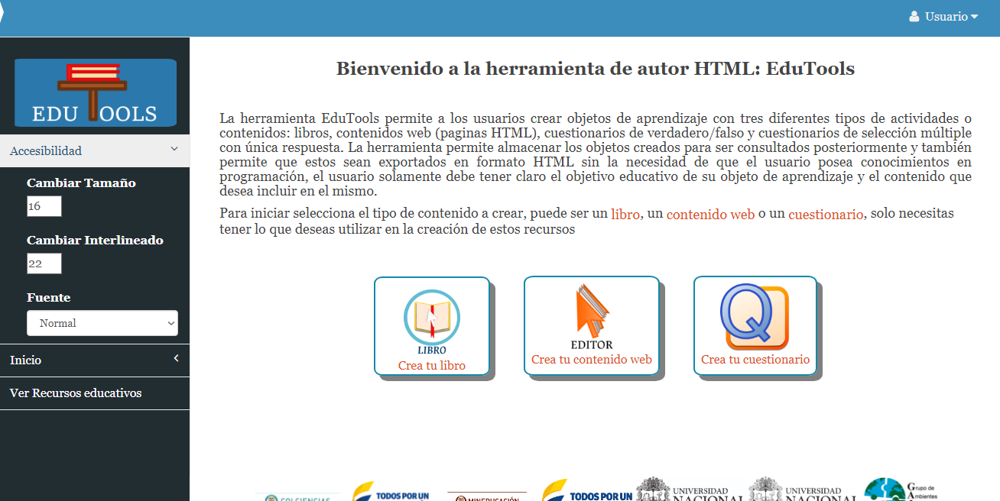 Usuario
EDU TOOLS
Accesibilidad
Cambiar Tamaño
16
Cambiar Interlineado
22
Fuente
Normal
Inicio
Ver Recursos educativos
Bienvenido a la herramienta de autor HTML: EduTools
La herramienta EduTools permite a los usuarios crear objetos de aprendizaje con tres diferentes tipos de actividades o
contenidos: libros, contenidos web (paginas HTML), cuestionarios de verdadero/falso y cuestionarios de selección múltiple
con única respuesta. La herramienta permite almacenar los objetos creados para ser consultados posteriormente y también
permite que estos sean exportados en formato HTML sin la necesidad de que el usuario posea conocimientos en
programación, el usuario solamente debe tener claro el objetivo educativo de su objeto de aprendizaje y el contenido que
desea incluir en el mismo.
Para iniciar selecciona el tipo de contenido a crear, puede ser un libro, un contenido web o un cuestionario, solo necesitas
tener lo que deseas utilizar en la creación de estos recursos
LIBRO
Crea tu libro
EDITOR
Crea tu contenido web
Q
Crea tu cuestionario
COLCIENCIAS
TODOS POR UN
MINEDUCACIÓN
TODOS POR UN
UNIVERSIDAD
NACIONAL
UNIVERSIDAD
NACIONAL
Grupo de
Ambientes